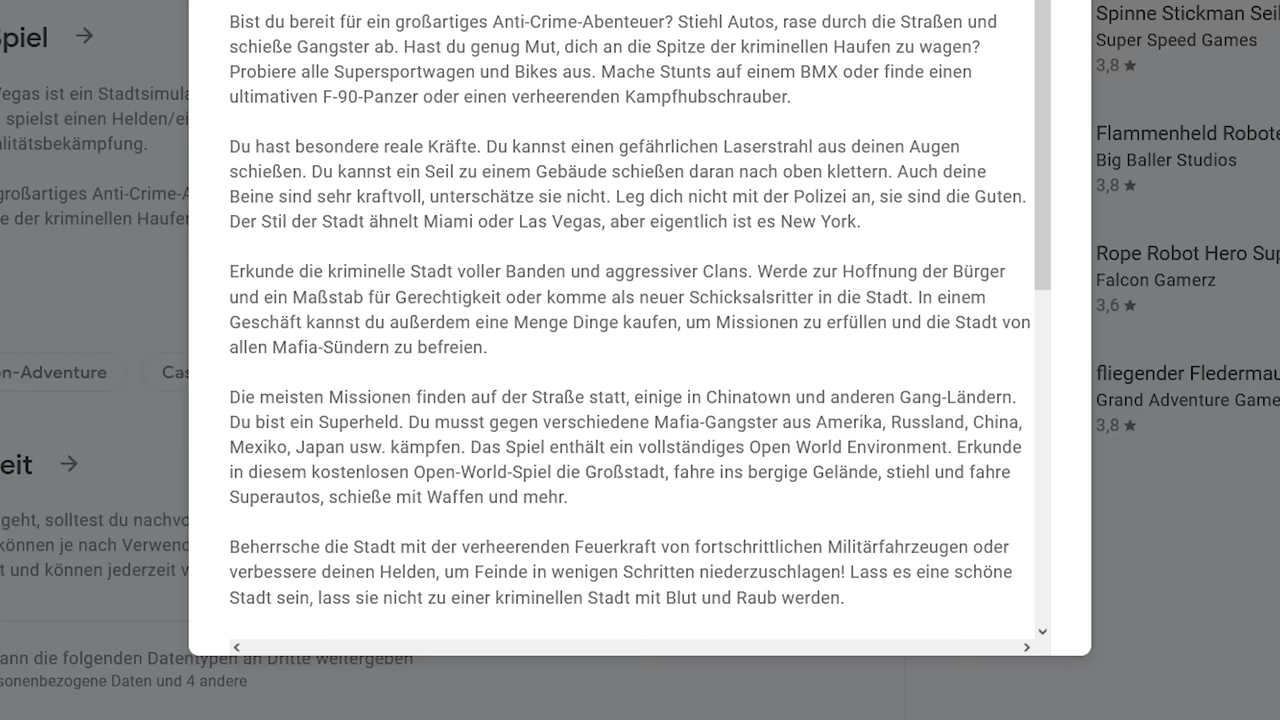 Spiel
Vegas ist ein Stadtsimula
spielst einen Helden/ei
alitätsbekämpfung.
großartiges Anti-Crime-A
e der kriminellen Haufen
on-Adventure
Cas
eit
geht, solltest du nachvo
können je nach Verwend
t und können jederzeit w
ann die folgenden Datentypen an Dritte weitergeben
sonenbezogene Daten und 4 andere
Bist du bereit für ein großartiges Anti-Crime-Abenteuer? Stiehl Autos, rase durch die Straßen und
schieße Gangster ab. Hast du genug Mut, dich an die Spitze der kriminellen Haufen zu wagen?
Probiere alle Supersportwagen und Bikes aus. Mache Stunts auf einem BMX oder finde einen
ultimativen F-90-Panzer oder einen verheerenden Kampfhubschrauber.
Du hast besondere reale Kräfte. Du kannst einen gefährlichen Laserstrahl aus deinen Augen
schießen. Du kannst ein Seil zu einem Gebäude schießen daran nach oben klettern. Auch deine
Beine sind sehr kraftvoll, unterschätze sie nicht. Leg dich nicht mit der Polizei an, sie sind die Guten.
Der Stil der Stadt ähnelt Miami oder Las Vegas, aber eigentlich ist es New York.
Erkunde die kriminelle Stadt voller Banden und aggressiver Clans. Werde zur Hoffnung der Bürger
und ein Maßstab für Gerechtigkeit oder komme als neuer Schicksalsritter in die Stadt. In einem
Geschäft kannst du außerdem eine Menge Dinge kaufen, um Missionen zu erfüllen und die Stadt von
allen Mafia-Sündern zu befreien.
Die meisten Missionen finden auf der Straße statt, einige in Chinatown und anderen Gang-Ländern.
Du bist ein Superheld. Du musst gegen verschiedene Mafia-Gangster aus Amerika, Russland, China,
Mexiko, Japan usw. kämpfen. Das Spiel enthält ein vollständiges Open World Environment. Erkunde
in diesem kostenlosen Open-World-Spiel die Großstadt, fahre ins bergige Gelände, stiehl und fahre
Superautos, schieße mit Waffen und mehr.
Beherrsche die Stadt mit der verheerenden Feuerkraft von fortschrittlichen Militärfahrzeugen oder
verbessere deinen Helden, um Feinde in wenigen Schritten niederzuschlagen! Lass es eine schöne
Stadt sein, lass sie nicht zu einer kriminellen Stadt mit Blut und Raub werden.
Spinne Stickman Seil
Super Speed Games
3,8 ★
Flammenheld Robote
Big Baller Studios
3,8 ★
Rope Robot Hero Sup
Falcon Gamerz
3,6 ★
fliegender Fledermau
Grand Adventure Game
3,8 ★